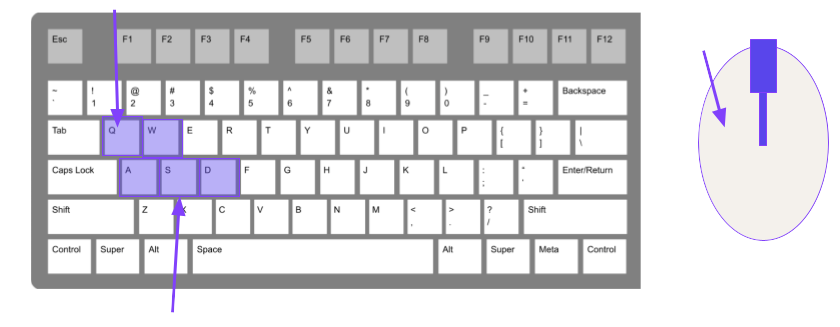 Esc F1 F2 F3 F4 F5 F6 F7 F8 F9 F10 F11 F12
~ ! @ # $ % ^ & * ( ) _ + Backspace
` 1 2 3 4 5 6 7 8 9 0 - =
Tab Q W E R T Y U I O P { } |
[ ] \
Caps Lock A S D F G H J K L : " Enter/Return
; '
Shift Z X C V B N M < > ? Shift
, . /
Control Super Alt Space Alt Super Meta Control